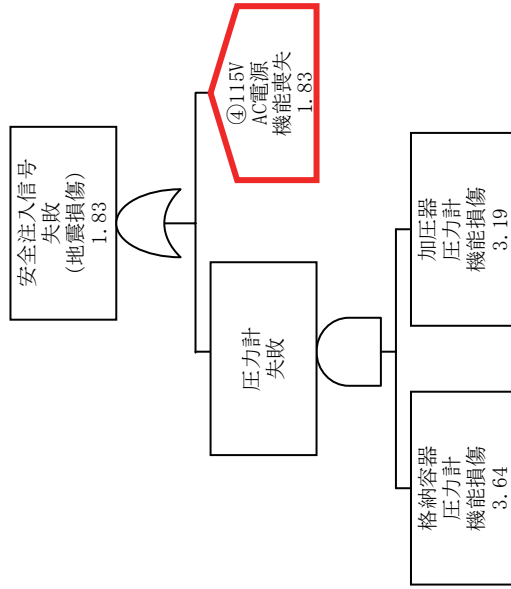 安全注入信号
失敗
(地震損傷)
1.83
圧力計
失敗
④115V
AC電源
機能喪失
1.83
格納容器
圧力計
機能損傷
3.64
加圧器
圧力計
機能損傷
3.19